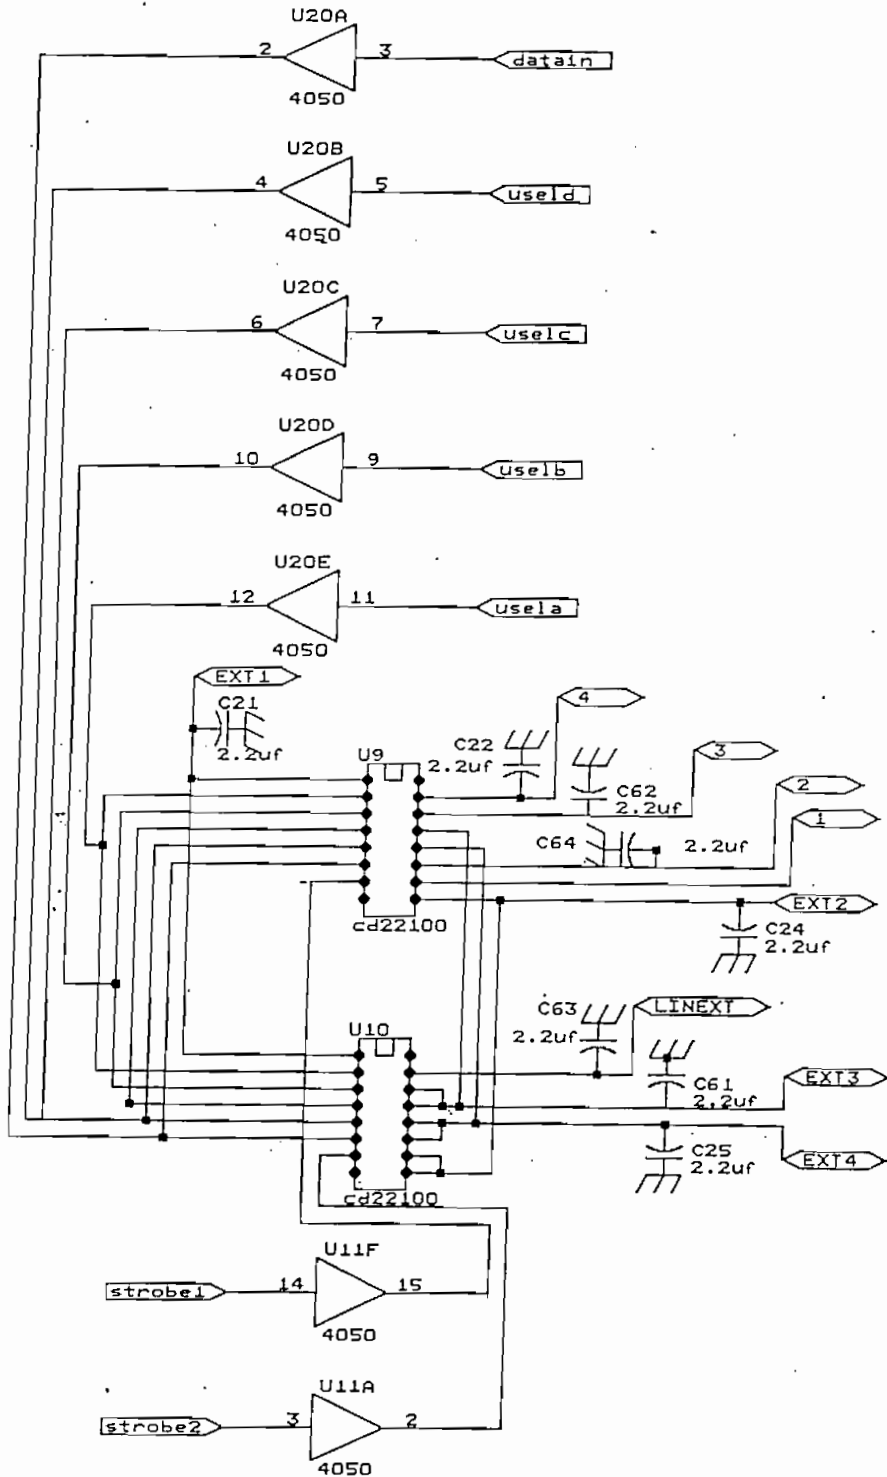 U20A
2
3
datain
4050
U20B
4
5
useld
4050
U20C
6
7
uselc
4050
U20D
10
9
uselb
4050
U20E
12
11
usela
4050
EXT1
C21
2.2uf
4
U9
C22
2.2uf
3
C62
2.2uf
2
1
C64
2.2uf
cd22100
EXT2
C24
2.2uf
U10
C63
2.2uf
LINEXT
C61
2.2uf
EXT3
C25
2.2uf
EXT4
cd22100
U11F
strobe1
14
15
4050
U11A
strobe2
3
2
4050